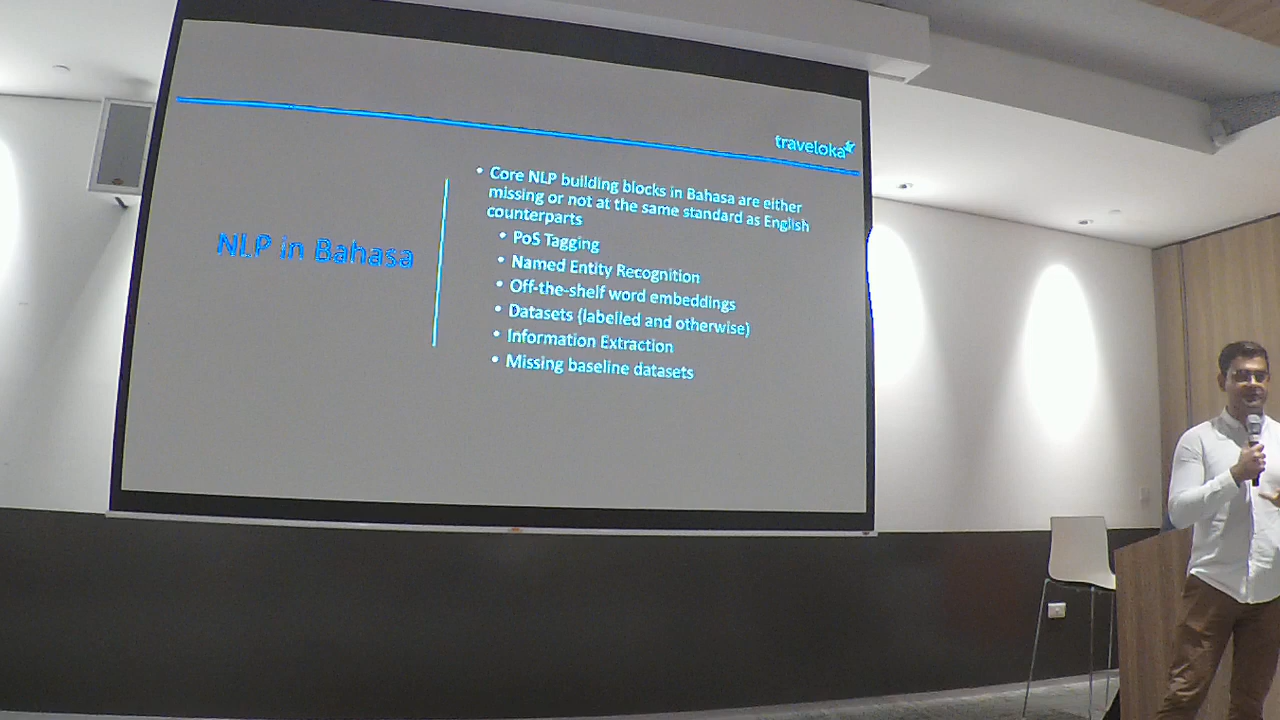 traveloka
NLP in Bahasa
• Core NLP building blocks in Bahasa are either
missing or not at the same standard as English
counterparts
• PoS Tagging
• Named Entity Recognition
• Off-the-shelf word embeddings
• Datasets (labelled and otherwise)
• Information Extraction
• Missing baseline datasets